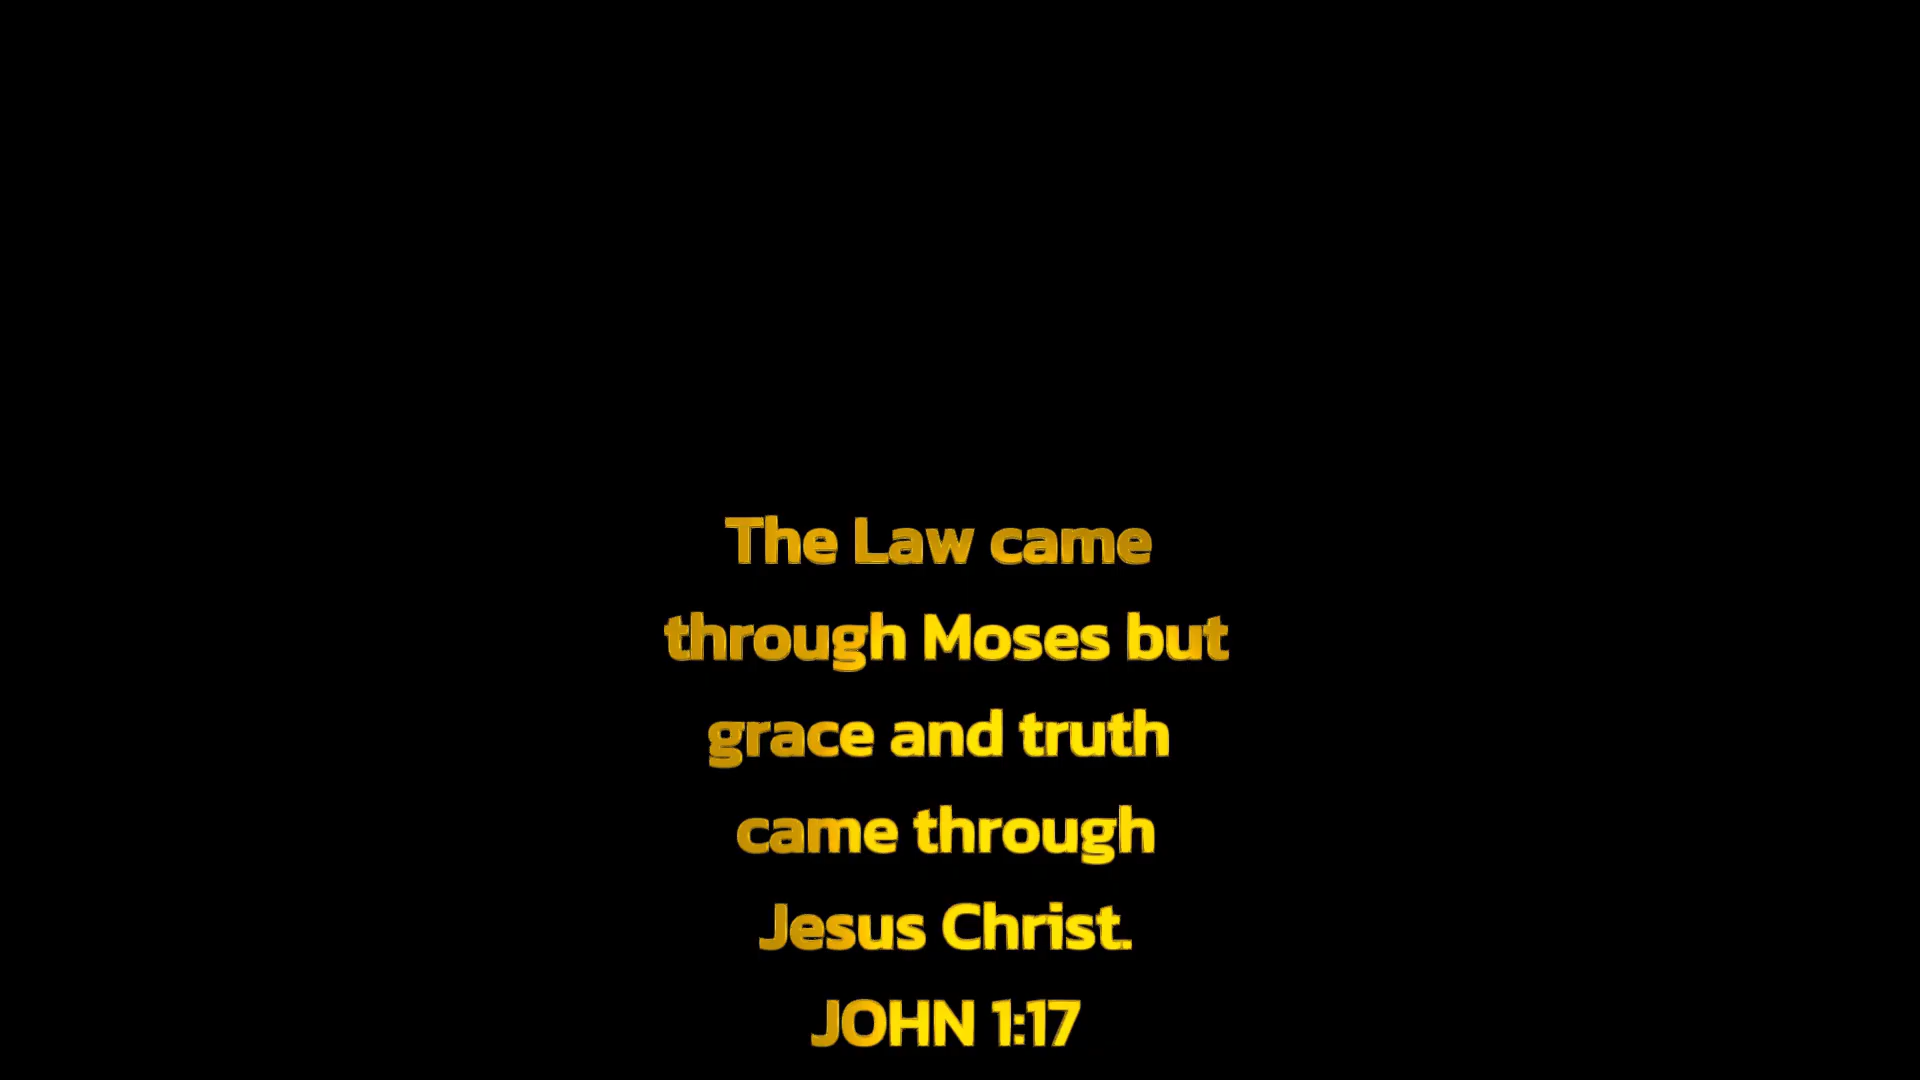 The Law came
through Moses but
grace and truth
came through
Jesus Christ.
JOHN 1:17